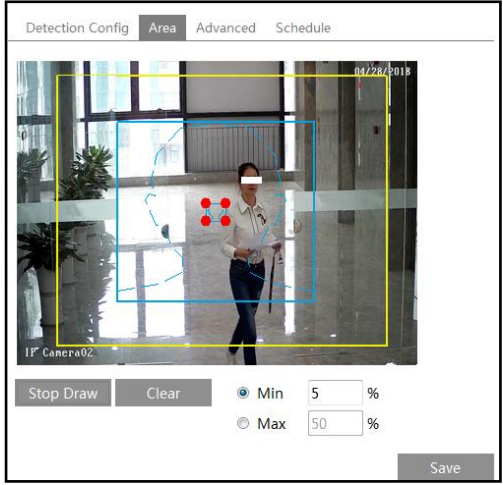 Detection Config Area Advanced Schedule
04/28/2018
IP Camera02
Stop Draw Clear Min 5 %
Max 50 %
Save